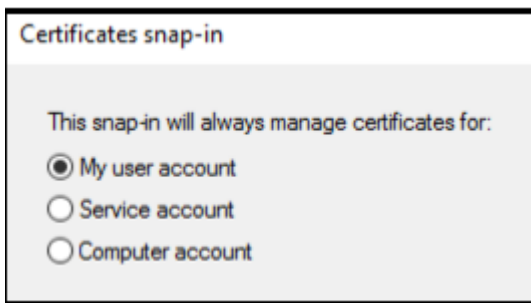 Certificates snap-in
This snap-in will always manage certificates for:
My user account
Service account
Computer account